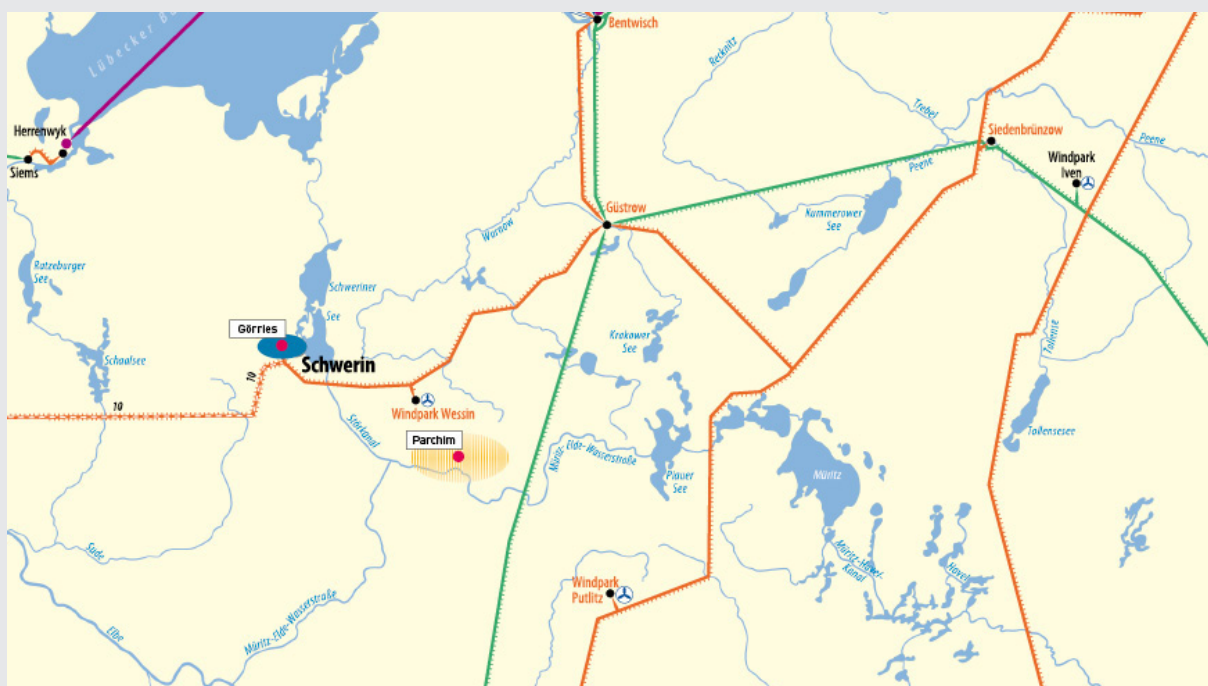 Lübecker B
Bentwisch
Recknitz
Trebel
Herrenwyk
Siems
Siedenbrünzow
Peene
Windpark
Iven
Peene
Güstrow
Kummerower
See
Warnow
Ratzeburger
See
Schweriner
See
Görries
Krakower
See
Schaalsee
Schwerin
10
10
Tollense
Windpark Wessin
Störkanal
Parchim
Müritz-Elde-Wasserstraße
Plauer
See
Müritz
Tollensesee
Sude
Müritz-Havel-
Kanal
Havel
Windpark
Putlitz
Elbe
Müritz-Elde-Wasserstraße